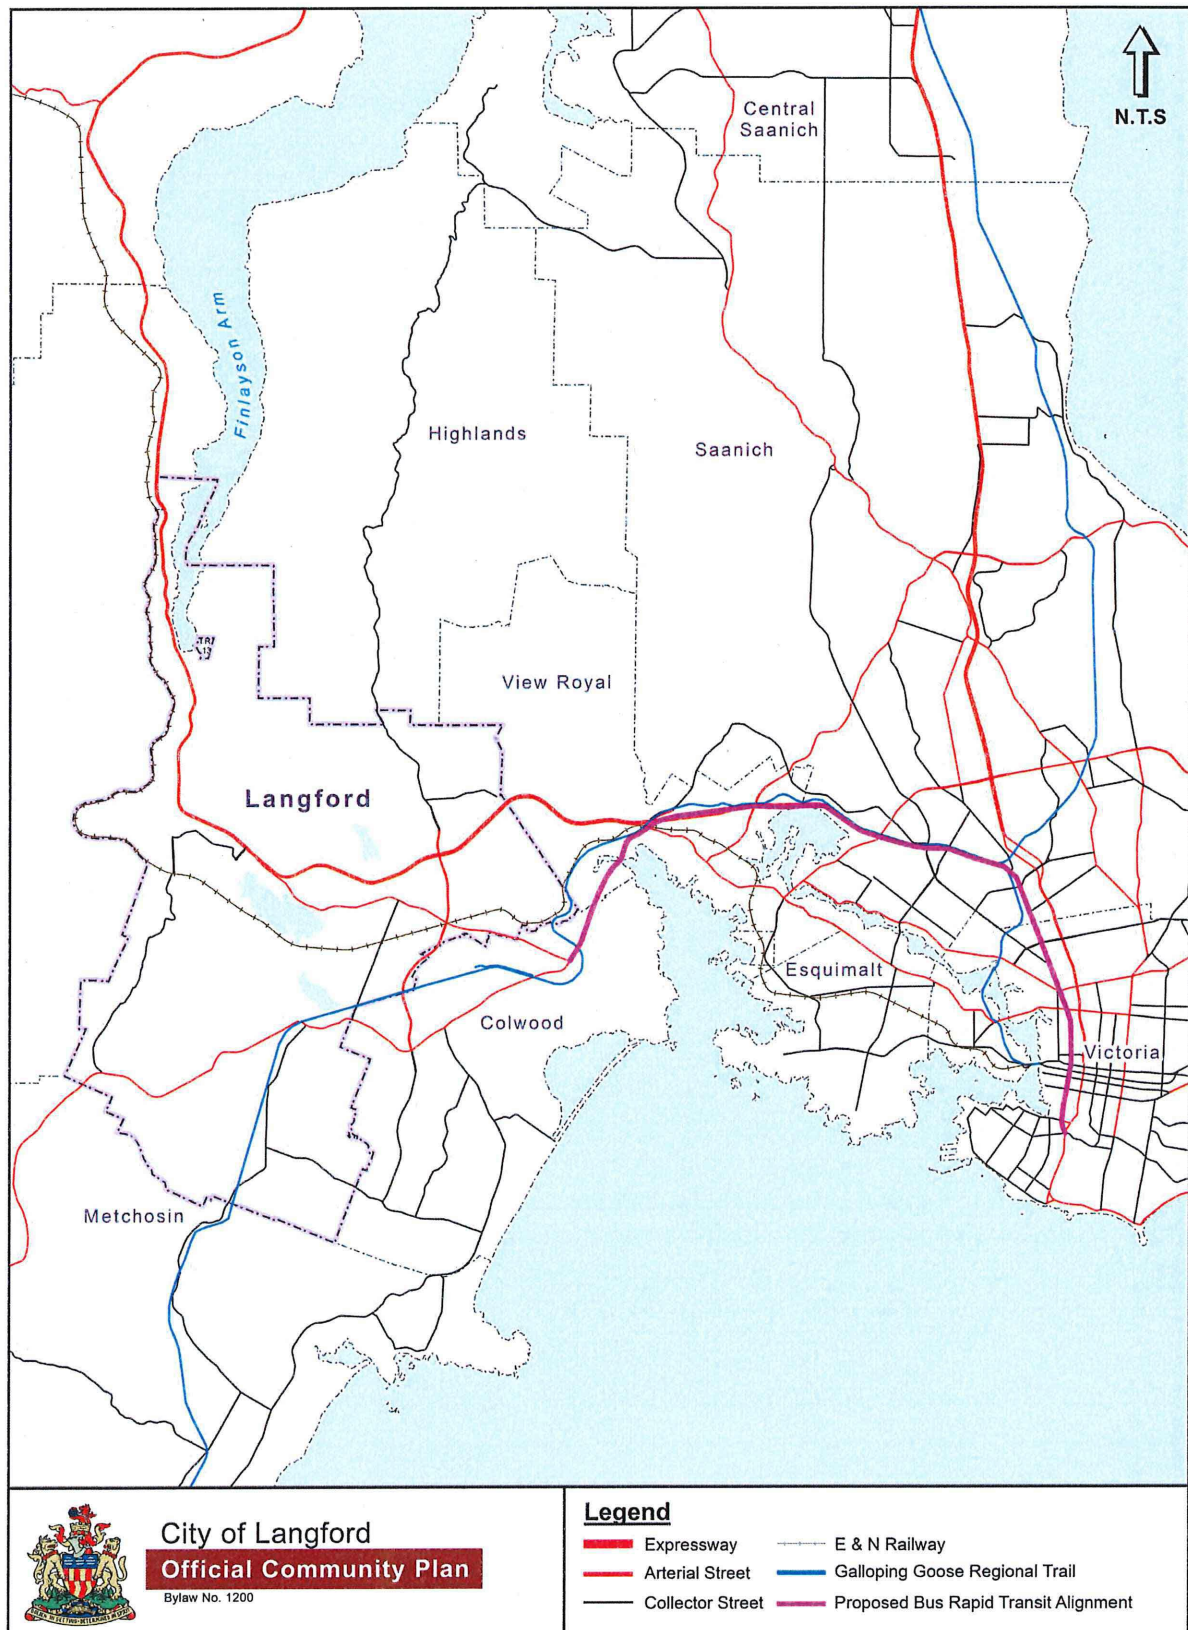 N.T.S
Central
Saanich
Finlayson Arm
Highlands
Saanich
View Royal
Langford
Esquimalt
Colwood
Victoria
Metchosin
City of Langford
Official Community Plan
Bylaw No. 1200
Legend
Expressway
Arterial Street
Collector Street
E & N Railway
Galloping Goose Regional Trail
Proposed Bus Rapid Transit Alignment